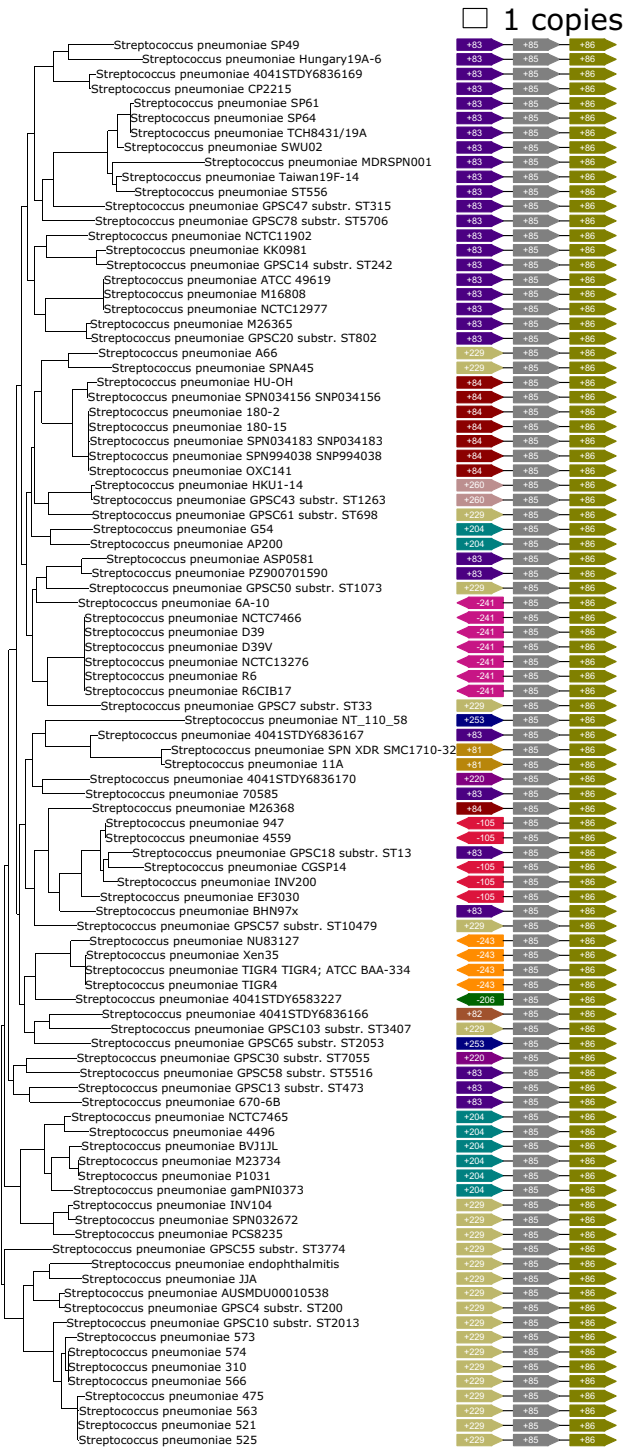 1 copies
Streptococcus pneumoniae SP49 +83 +85 +86
Streptococcus pneumoniae Hungary19A-6 +83 +85 +86
Streptococcus pneumoniae 4041STDY6836169 +83 +85 +86
Streptococcus pneumoniae CP2215 +83 +85 +86
Streptococcus pneumoniae SP61 +83 +85 +86
Streptococcus pneumoniae SP64 +83 +85 +86
Streptococcus pneumoniae TCH8431/19A +83 +85 +86
Streptococcus pneumoniae SWU02 +83 +85 +86
Streptococcus pneumoniae MDRSPN001 +83 +85 +86
Streptococcus pneumoniae Taiwan19F-14 +83 +85 +86
Streptococcus pneumoniae ST556 +83 +85 +86
Streptococcus pneumoniae GPSC47 substr. ST315 +83 +85 +86
Streptococcus pneumoniae GPSC78 substr. ST5706 +83 +85 +86
Streptococcus pneumoniae NCTC11902 +83 +85 +86
Streptococcus pneumoniae KK0981 +83 +85 +86
Streptococcus pneumoniae GPSC14 substr. ST242 +83 +85 +86
Streptococcus pneumoniae ATCC 49619 +83 +85 +86
Streptococcus pneumoniae M16808 +83 +85 +86
Streptococcus pneumoniae NCTC12977 +83 +85 +86
Streptococcus pneumoniae M26365 +83 +85 +86
Streptococcus pneumoniae GPSC20 substr. ST802 +83 +85 +86
Streptococcus pneumoniae A66 +229 +85 +86
Streptococcus pneumoniae SPNA45 +229 +85 +86
Streptococcus pneumoniae HU-OH +84 +85 +86
Streptococcus pneumoniae SPN034156 SNP034156 +84 +85 +86
Streptococcus pneumoniae 180-2 +84 +85 +86
Streptococcus pneumoniae 180-15 +84 +85 +86
Streptococcus pneumoniae SPN034183 SNP034183 +84 +85 +86
Streptococcus pneumoniae SPN994038 SNP994038 +84 +85 +86
Streptococcus pneumoniae OXC141 +84 +85 +86
Streptococcus pneumoniae HKU1-14 +260 +85 +86
Streptococcus pneumoniae GPSC43 substr. ST1263 +260 +85 +86
Streptococcus pneumoniae GPSC61 substr. ST698 +229 +85 +86
Streptococcus pneumoniae G54 +204 +85 +86
Streptococcus pneumoniae AP200 +204 +85 +86
Streptococcus pneumoniae ASP0581 +83 +85 +86
Streptococcus pneumoniae PZ900701590 +83 +85 +86
Streptococcus pneumoniae GPSC50 substr. ST1073 +229 +85 +86
Streptococcus pneumoniae 6A-10 -241 +85 +86
Streptococcus pneumoniae NCTC7466 -241 +85 +86
Streptococcus pneumoniae D39 -241 +85 +86
Streptococcus pneumoniae D39V -241 +85 +86
Streptococcus pneumoniae NCTC13276 -241 +85 +86
Streptococcus pneumoniae R6 -241 +85 +86
Streptococcus pneumoniae R6CIB17 -241 +85 +86
Streptococcus pneumoniae GPSC7 substr. ST33 +229 +85 +86
Streptococcus pneumoniae NT_110_58 +253 +85 +86
Streptococcus pneumoniae 4041STDY6836167 +83 +85 +86
Streptococcus pneumoniae SPN XDR SMC1710-32 +81 +85 +86
Streptococcus pneumoniae 11A +81 +85 +86
Streptococcus pneumoniae 4041STDY6836170 +220 +85 +86
Streptococcus pneumoniae 70585 +83 +85 +86
Streptococcus pneumoniae M26368 +84 +85 +86
Streptococcus pneumoniae 947 -105 +85 +86
Streptococcus pneumoniae 4559 -105 +85 +86
Streptococcus pneumoniae GPSC18 substr. ST13 +83 +85 +86
Streptococcus pneumoniae CGSP14 -105 +85 +86
Streptococcus pneumoniae INV200 -105 +85 +86
Streptococcus pneumoniae EF3030 -105 +85 +86
Streptococcus pneumoniae BHN97x +83 +85 +86
Streptococcus pneumoniae GPSC57 substr. ST10479 +229 +85 +86
Streptococcus pneumoniae NU83127 -243 +85 +86
Streptococcus pneumoniae Xen35 -243 +85 +86
Streptococcus pneumoniae TIGR4 TIGR4; ATCC BAA-334 -243 +85 +86
Streptococcus pneumoniae TIGR4 -243 +85 +86
Streptococcus pneumoniae 4041STDY6583227 -206 +85 +86
Streptococcus pneumoniae 4041STDY6836166 +82 +85 +86
Streptococcus pneumoniae GPSC103 substr. ST3407 +229 +85 +86
Streptococcus pneumoniae GPSC65 substr. ST2053 +253 +85 +86
Streptococcus pneumoniae GPSC30 substr. ST7055 +220 +85 +86
Streptococcus pneumoniae GPSC58 substr. ST5516 +83 +85 +86
Streptococcus pneumoniae GPSC13 substr. ST473 +83 +85 +86
Streptococcus pneumoniae 670-6B +83 +85 +86
Streptococcus pneumoniae NCTC7465 +204 +85 +86
Streptococcus pneumoniae 4496 +204 +85 +86
Streptococcus pneumoniae BVJ1JL +204 +85 +86
Streptococcus pneumoniae M23734 +204 +85 +86
Streptococcus pneumoniae P1031 +204 +85 +86
Streptococcus pneumoniae gamPNI0373 +204 +85 +86
Streptococcus pneumoniae INV104 +229 +85 +86
Streptococcus pneumoniae SPN032672 +229 +85 +86
Streptococcus pneumoniae PCS8235 +229 +85 +86
Streptococcus pneumoniae GPSC55 substr. ST3774 +229 +85 +86
Streptococcus pneumoniae endophthalmitis +229 +85 +86
Streptococcus pneumoniae JJA +229 +85 +86
Streptococcus pneumoniae AUSMDU00010538 +229 +85 +86
Streptococcus pneumoniae GPSC4 substr. ST200 +229 +85 +86
Streptococcus pneumoniae GPSC10 substr. ST2013 +229 +85 +86
Streptococcus pneumoniae 573 +229 +85 +86
Streptococcus pneumoniae 574 +229 +85 +86
Streptococcus pneumoniae 310 +229 +85 +86
Streptococcus pneumoniae 566 +229 +85 +86
Streptococcus pneumoniae 475 +229 +85 +86
Streptococcus pneumoniae 563 +229 +85 +86
Streptococcus pneumoniae 521 +229 +85 +86
Streptococcus pneumoniae 525 +229 +85 +86